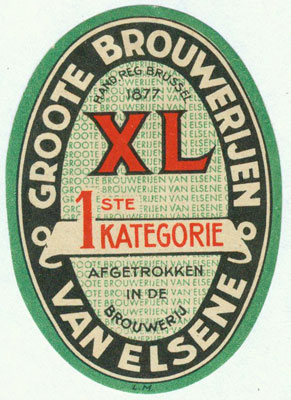 GROOTE BROUWERIJEN
HAND. REG. BRUSSEL
1877
XL
1STE
KATEGORIE
AFGETROKKEN
IN DE
BROUWERIJ
VAN ELSENE
L.M.